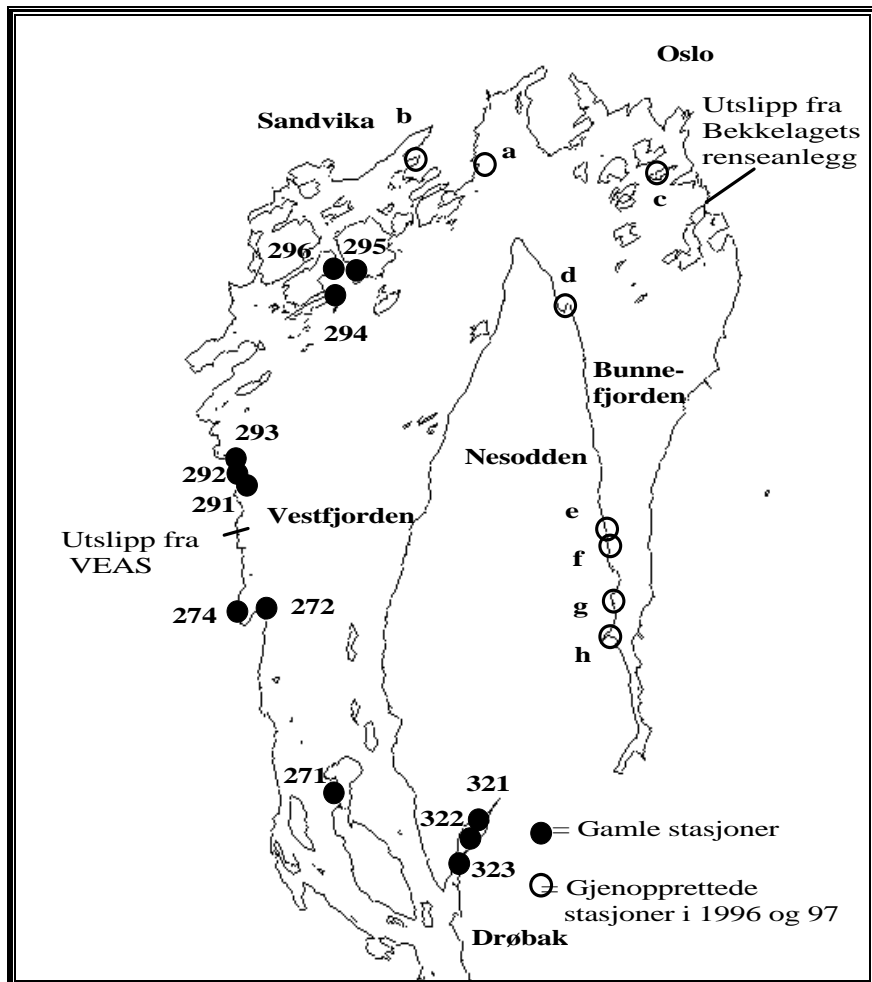 Oslo
Utslipp fra
Bekkelagets
renseanlegg
Sandvika
b
a
c
296
295
294
d
Bunne-
fjorden
293
292
291
Nesodden
Vestfjorden
Utslipp fra
VEAS
e
f
274
272
g
h
271
321
322
323
= Gamle stasjoner
= Gjenopprettede
stasjoner i 1996 og 97
Drøbak